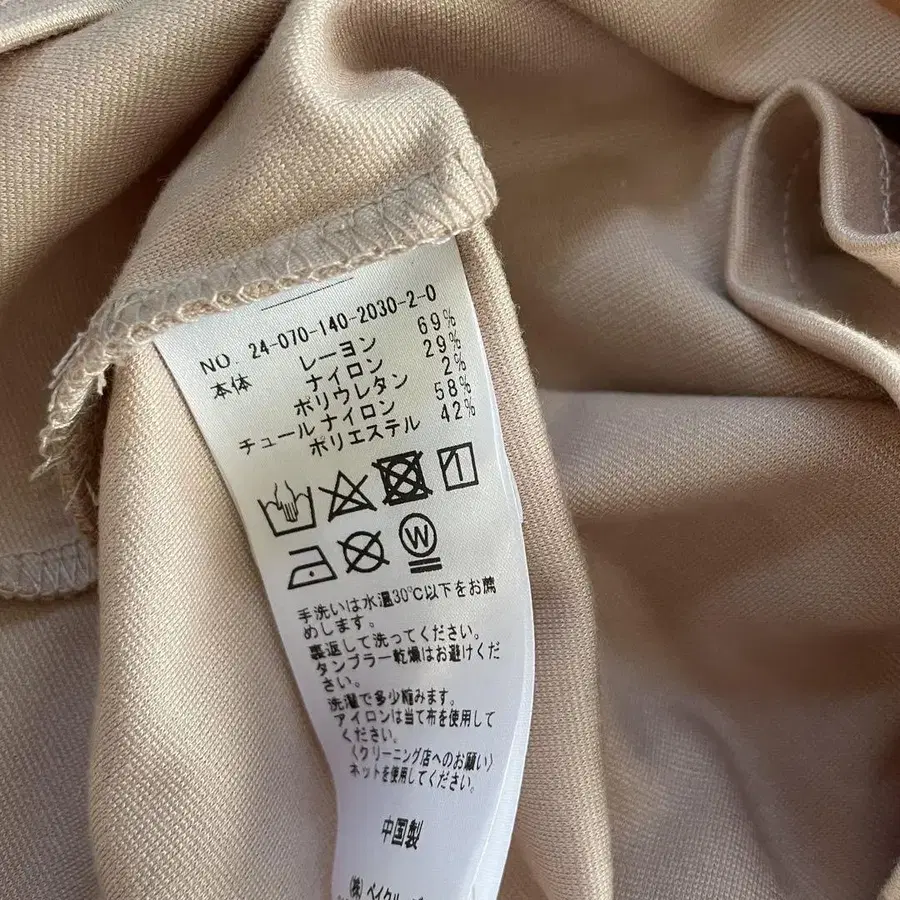 NO. 24-070-140-2030-2-0
本体 レーヨン 69%
ナイロン 29%
ポリウレタン 2%
チュール ナイロン 58%
ポリエステル 42%
W
手洗いは水温30℃以下をお薦
めします。
裏返して洗ってください。
タンブラー乾燥はお避けくだ
さい。
洗濯で多少縮みます。
アイロンは当て布を使用して
ください。
〈クリーニング店へのお願い〉
ネットを使用してください。
中国製
(株)ベイクルー